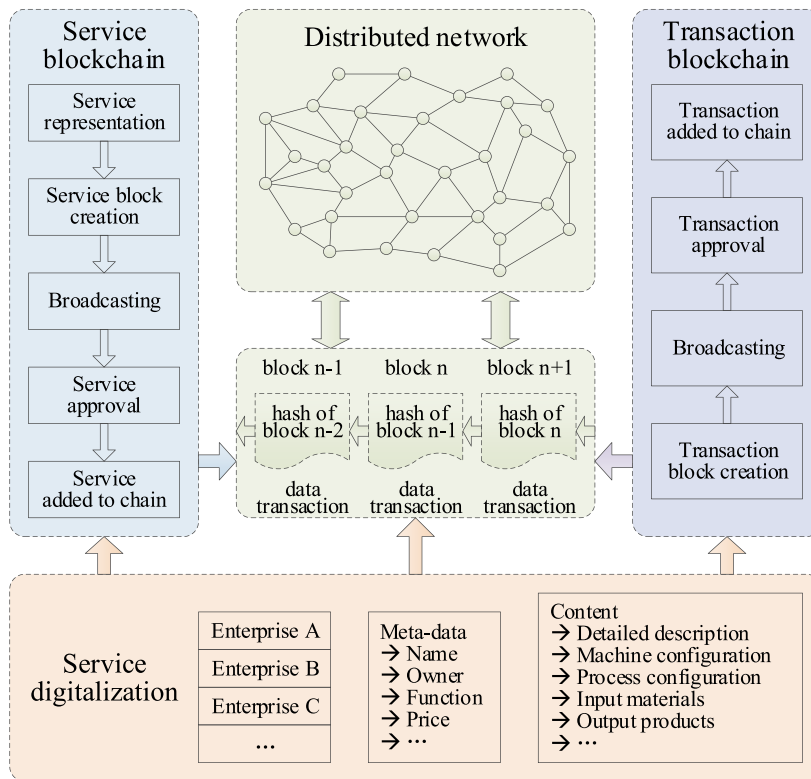 Service
blockchain
Service
representation
Service block
creation
Broadcasting
Service
approval
Service
added to chain
Distributed network
block n-1
block n
block n+1
hash of
block n-2
hash of
block n-1
hash of
block n
data
transaction
data
transaction
data
transaction
Transaction
blockchain
Transaction
added to chain
Transaction
approval
Broadcasting
Transaction
block creation
Service
digitalization
Enterprise A
Enterprise B
Enterprise C
...
Meta-data
→ Name
→ Owner
→ Function
→ Price
→ ...
Content
→ Detailed description
→ Machine configuration
→ Process configuration
→ Input materials
→ Output products
→ ...